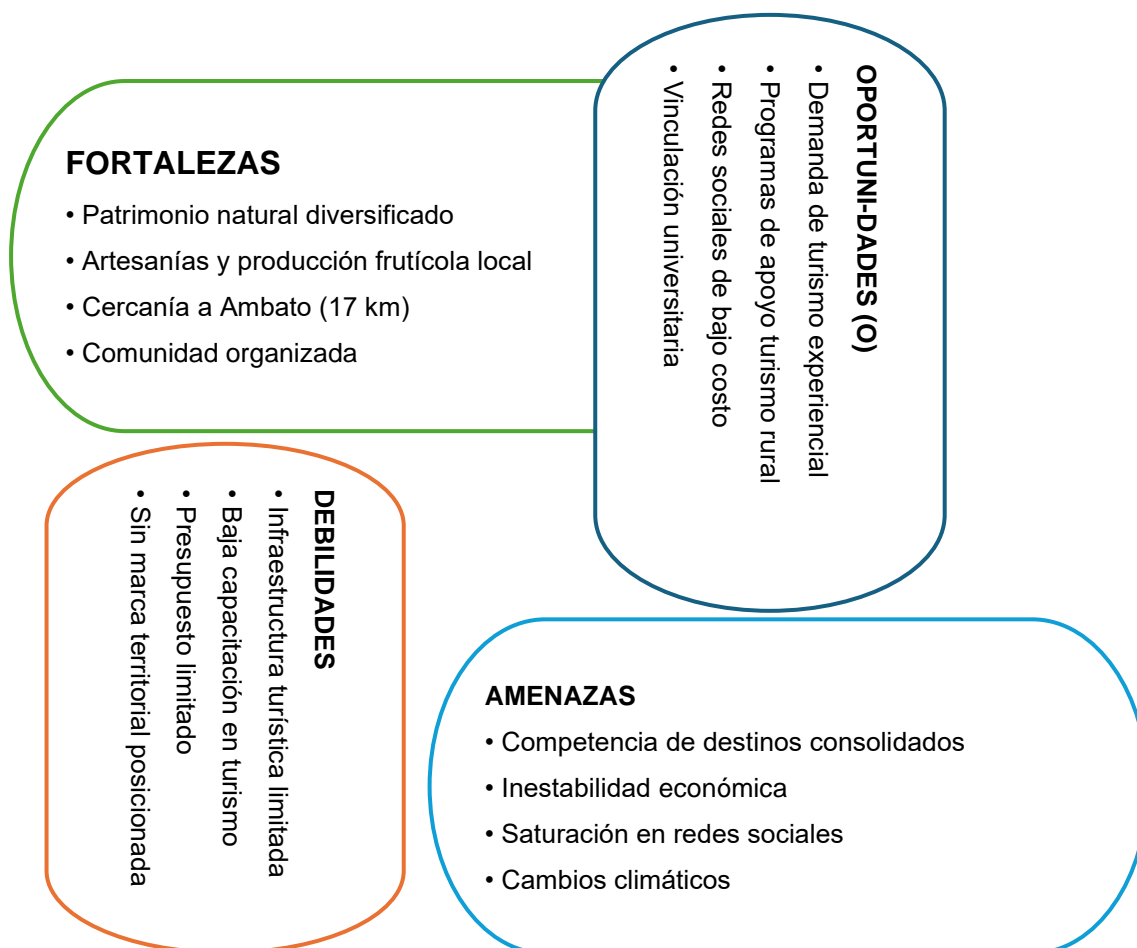 FORTALEZAS
• Patrimonio natural diversificado
• Artesanías y producción frutícola local
• Cercanía a Ambato (17 km)
• Comunidad organizada
OPORTUNI-DADES (O)
• Demanda de turismo experiencial
• Programas de apoyo turismo rural
• Redes sociales de bajo costo
• Vinculación universitaria
DEBILIDADES
• Infraestructura turística limitada
• Baja capacitación en turismo
• Presupuesto limitado
• Sin marca territorial posicionada
AMENAZAS
• Competencia de destinos consolidados
• Inestabilidad económica
• Saturación en redes sociales
• Cambios climáticos